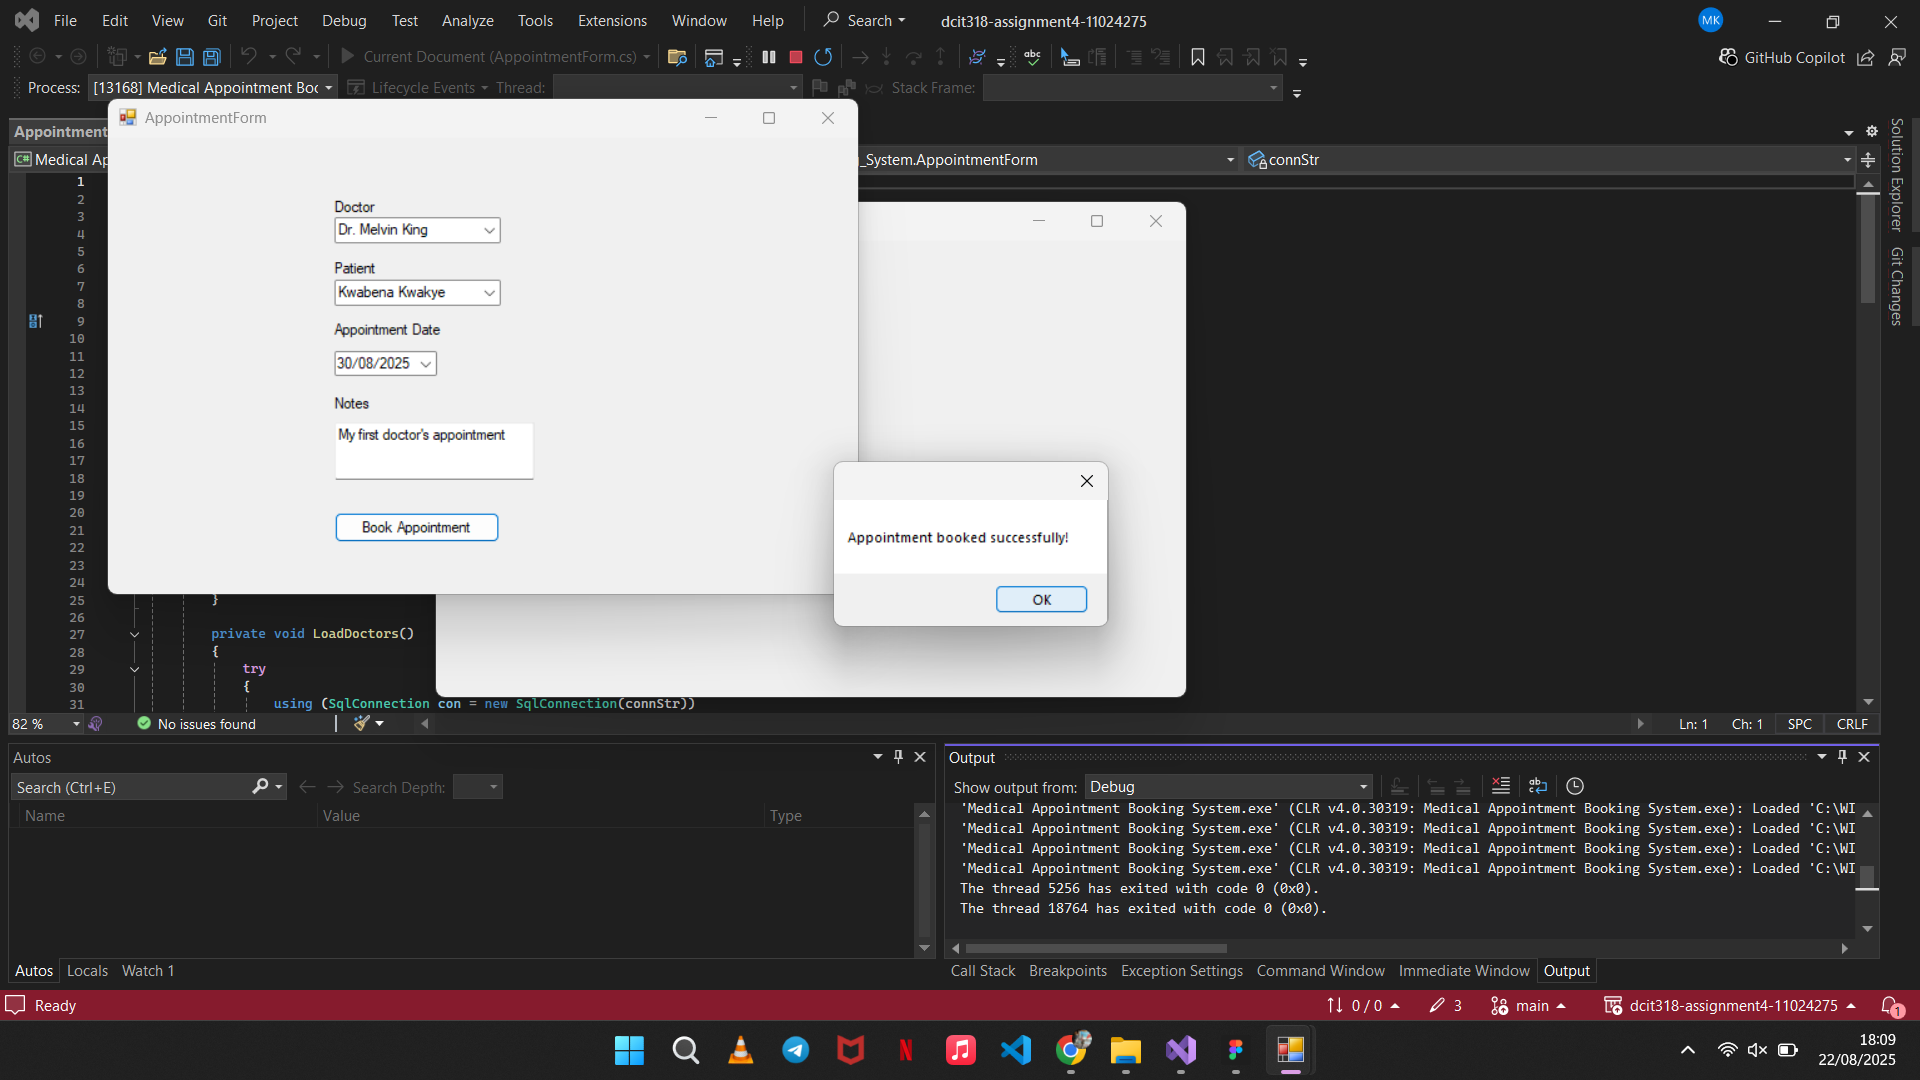 File Edit View Git Project Debug Test Analyze Tools Extensions Window Help Search dcit318-assignment4-11024275 MK
Current Document (AppointmentForm.cs) abc GitHub Copilot
Process: [13168] Medical Appointment Boo Lifecycle Events Thread: Stack Frame:
AppointmentForm
Appointment
C# Medical Ap _System.AppointmentForm connStr
Solution Explorer
Git Changes
Doctor
Dr. Melvin King
Patient
Kwabena Kwakye
Appointment Date
30/08/2025
Notes
My first doctor's appointment
Book Appointment
Appointment booked successfully!
OK
1
2
3
4
5
6
7
8
9
10
11
12
13
14
15
16
17
18
19
20
21
22
23
24
25 }
26
27 private void LoadDoctors()
28 {
29 try
30 {
31 using (SqlConnection con = new SqlConnection(connStr))
82 % No issues found Ln: 1 Ch: 1 SPC CRLF
Autos
Search (Ctrl+E) Search Depth:
Name Value Type
Autos Locals Watch 1
Output
Show output from: Debug
'Medical Appointment Booking System.exe' (CLR v4.0.30319: Medical Appointment Booking System.exe): Loaded 'C:\WI
'Medical Appointment Booking System.exe' (CLR v4.0.30319: Medical Appointment Booking System.exe): Loaded 'C:\WI
'Medical Appointment Booking System.exe' (CLR v4.0.30319: Medical Appointment Booking System.exe): Loaded 'C:\WI
'Medical Appointment Booking System.exe' (CLR v4.0.30319: Medical Appointment Booking System.exe): Loaded 'C:\WI
The thread 5256 has exited with code 0 (0x0).
The thread 18764 has exited with code 0 (0x0).
Call Stack Breakpoints Exception Settings Command Window Immediate Window Output
Ready 0 / 0 3 main dcit318-assignment4-11024275 1
18:09
22/08/2025